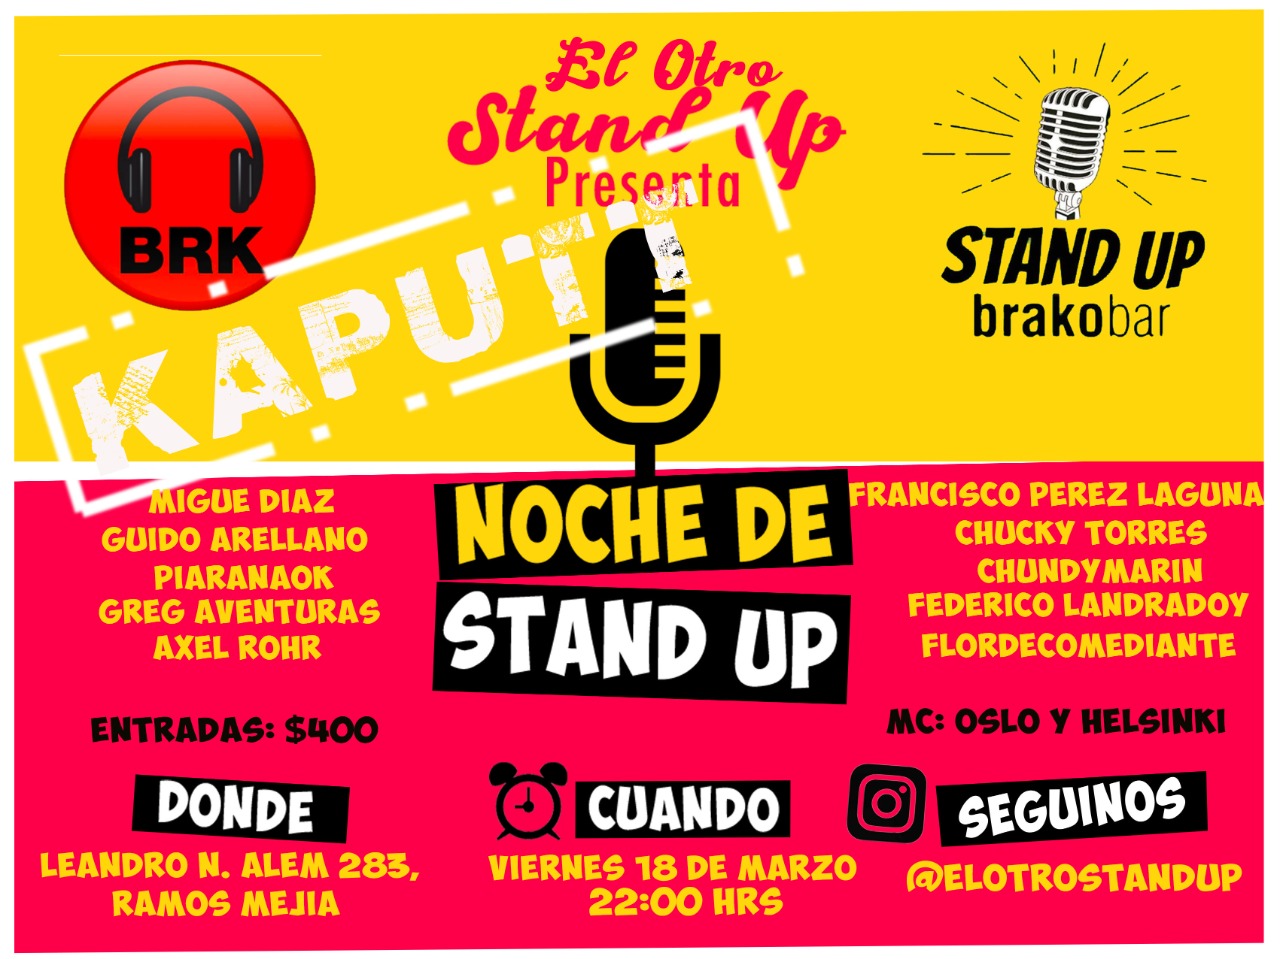 El Otro
Stand Up
Presenta
BRK
STAND UP
brakobar
KAPUTT
NOCHE DE
STAND UP
MIGUE DIAZ
GUIDO ARELLANO
PIARANAOK
GREG AVENTURAS
AXEL ROHR
FRANCISCO PEREZ LAGUNA
CHUCKY TORRES
CHUNDYMARIN
FEDERICO LANDRADOY
FLORDECOMEDIANTE
ENTRADAS: $400
MC: OSLO Y HELSINKI
DONDE
LEANDRO N. ALEM 283,
RAMOS MEJIA
CUANDO
VIERNES 18 DE MARZO
22:00 HRS
SEGUINOS
@ELOTROSTANDUP